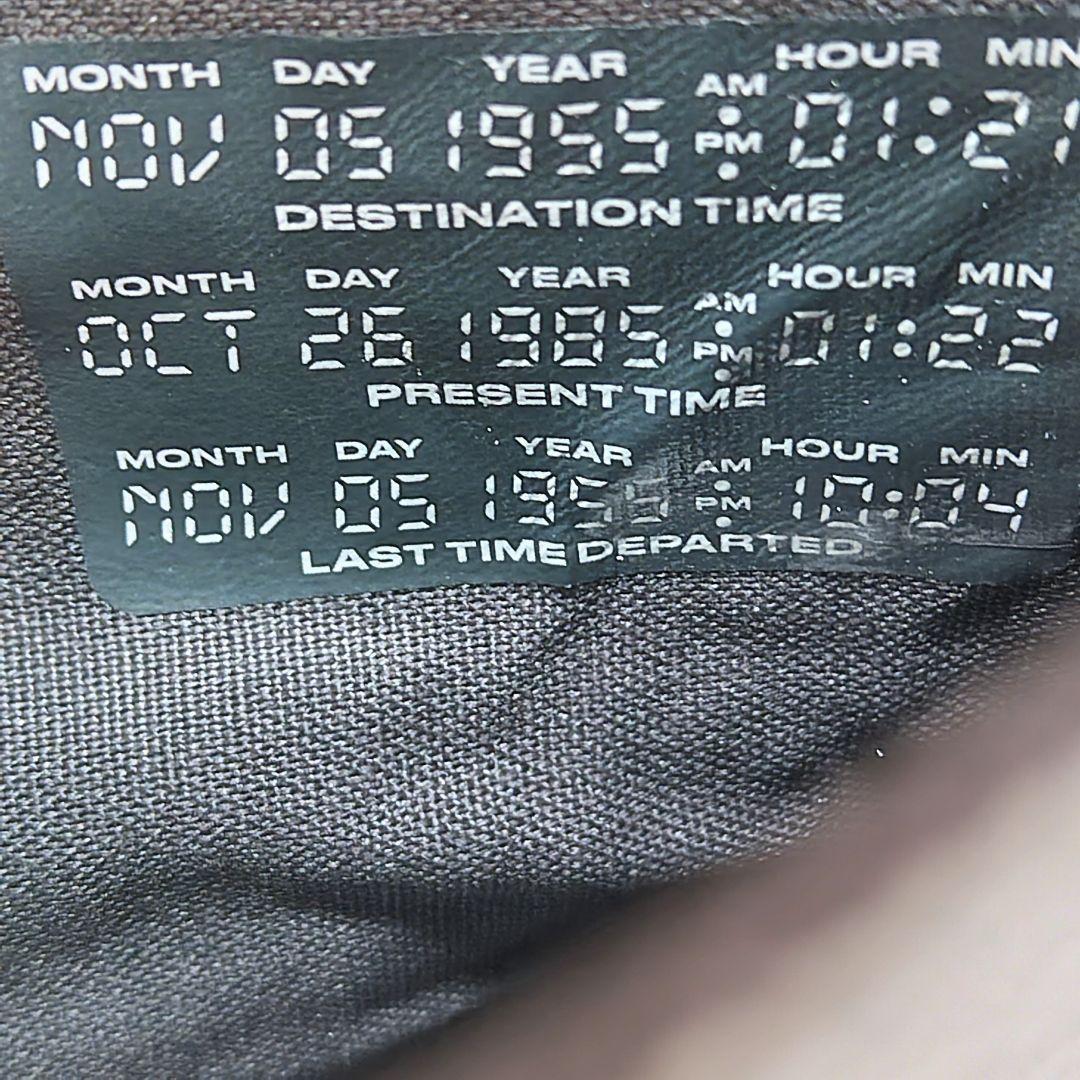 MONTH DAY YEAR AM HOUR MIN
NOV 05 1955 PM 01:21
DESTINATION TIME
MONTH DAY YEAR AM HOUR MIN
OCT 26 1985 PM 01:22
PRESENT TIME
MONTH DAY YEAR AM HOUR MIN
NOV 05 1955 PM 10:04
LAST TIME DEPARTED